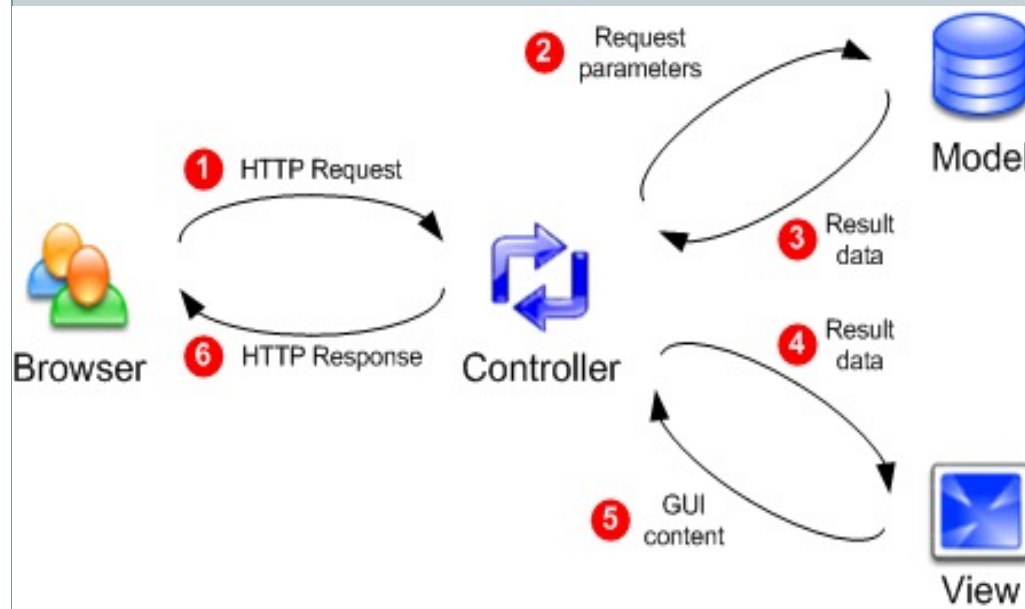 2
Request
parameters
Model
1
HTTP Request
3
Result
data
Browser
6
HTTP Response
Controller
4
Result
data
5
GUI
content
View